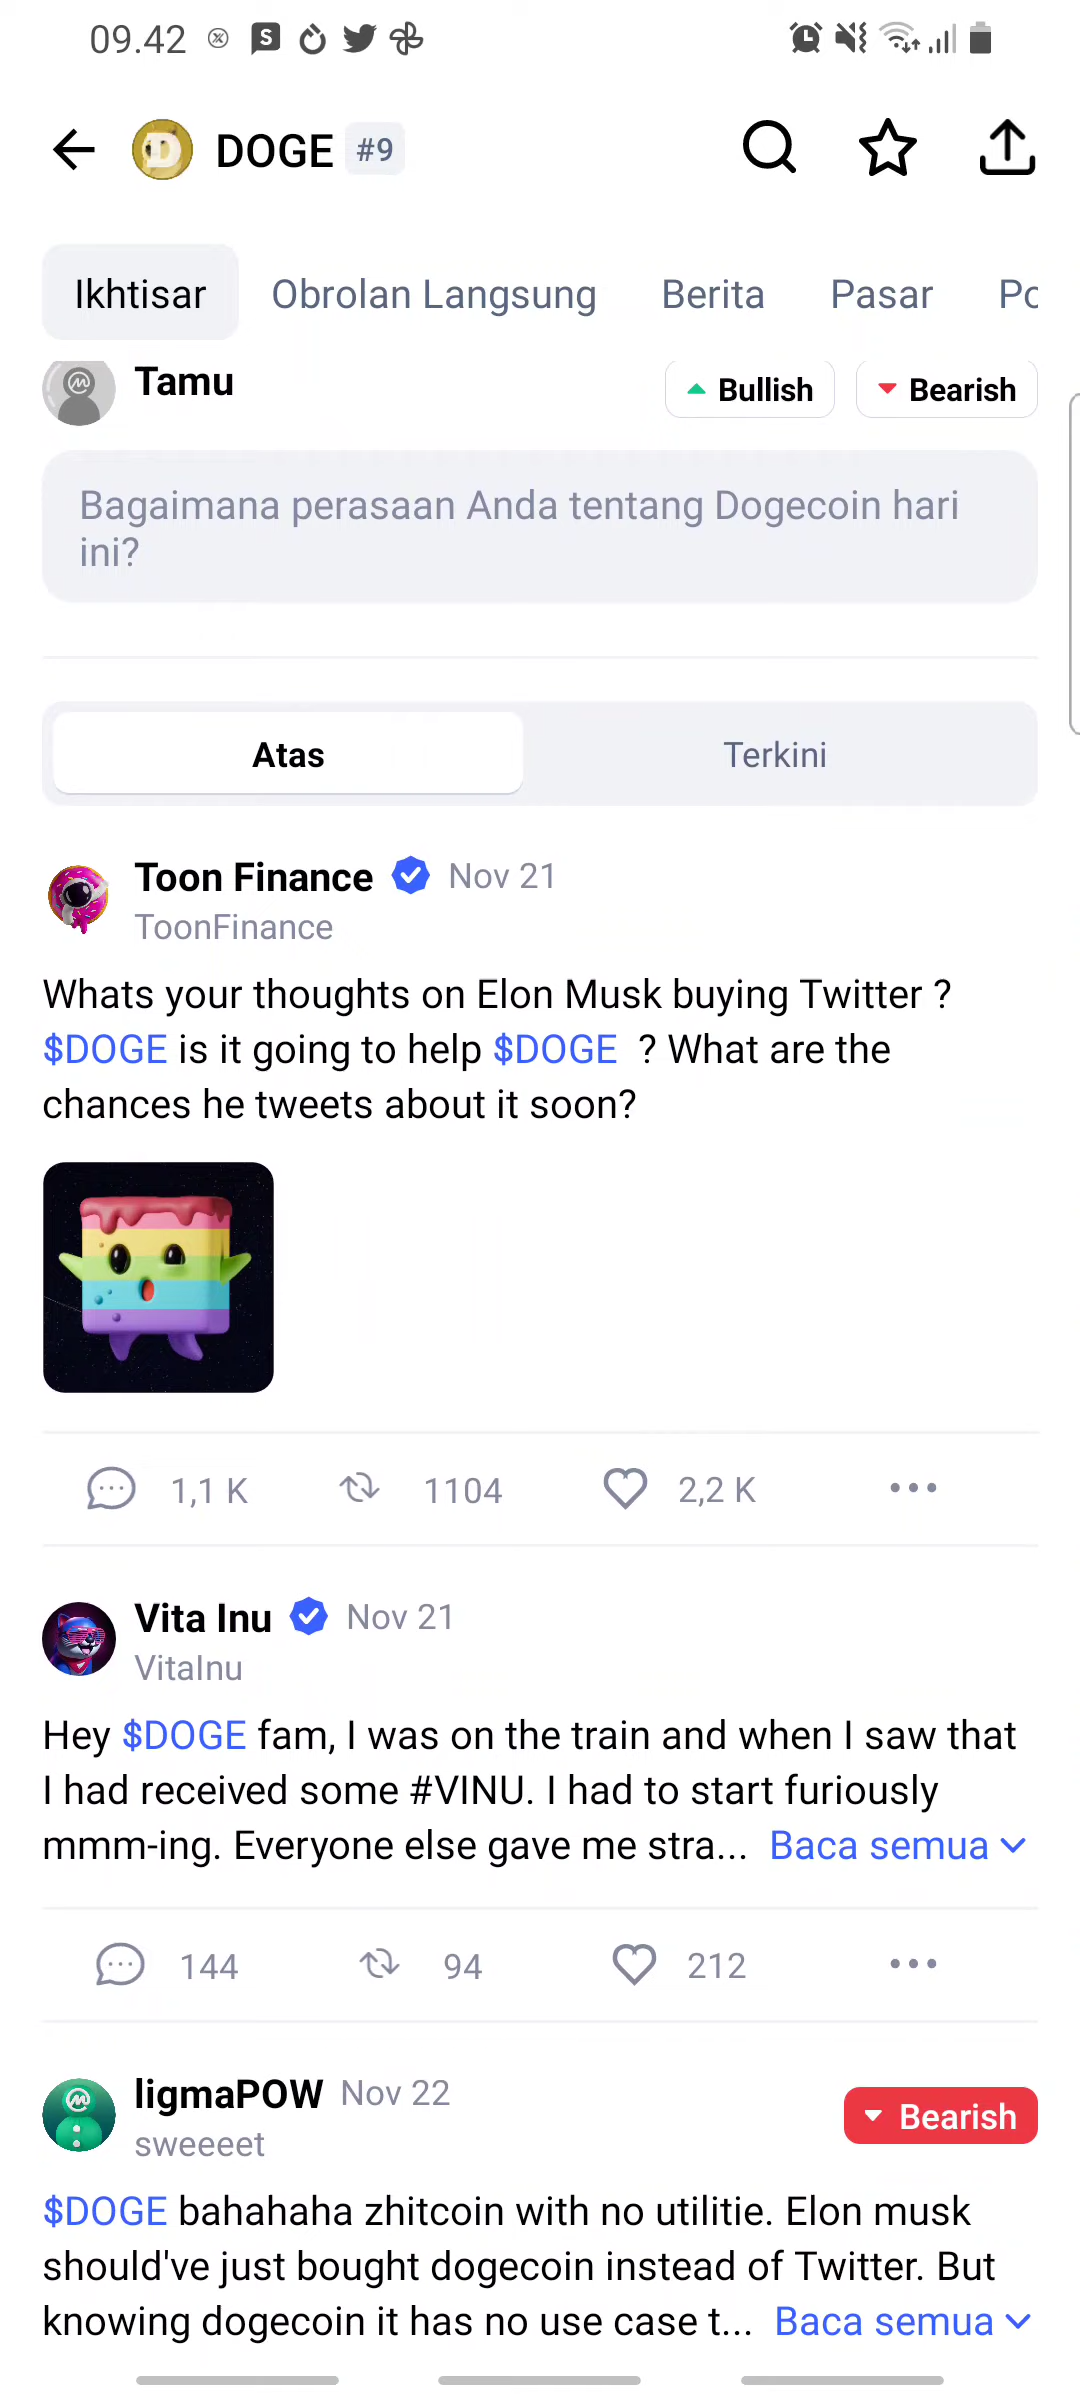 09.42
DOGE #9
Ikhtisar Obrolan Langsung Berita Pasar Po
Tamu Bullish Bearish
Bagaimana perasaan Anda tentang Dogecoin hari
ini?
Atas Terkini
Toon Finance Nov 21
ToonFinance
Whats your thoughts on Elon Musk buying Twitter ?
$DOGE is it going to help $DOGE ? What are the
chances he tweets about it soon?
1,1 K 1104 2,2 K
Vita Inu Nov 21
VitaInu
Hey $DOGE fam, I was on the train and when I saw that
I had received some #VINU. I had to start furiously
mmm-ing. Everyone else gave me stra... Baca semua
144 94 212
ligmaPOW Nov 22
sweeeet
Bearish
$DOGE bahahaha zhitcoin with no utilitie. Elon musk
should've just bought dogecoin instead of Twitter. But
knowing dogecoin it has no use case t... Baca semua